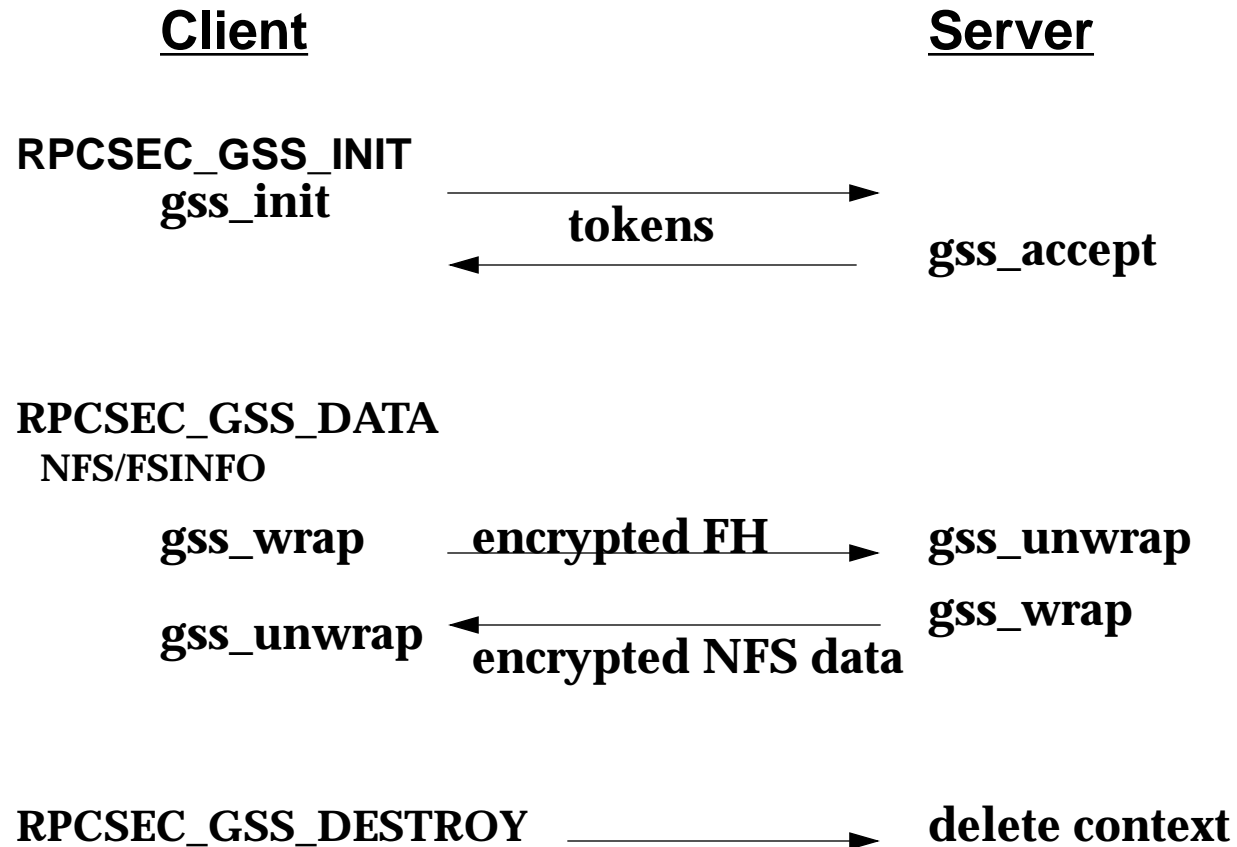 Client Server
RPCSEC_GSS_INIT
gss_init
tokens
gss_accept
RPCSEC_GSS_DATA
NFS/FSINFO
gss_wrap encrypted FH gss_unwrap
gss_wrap
gss_unwrap
encrypted NFS data
RPCSEC_GSS_DESTROY delete context